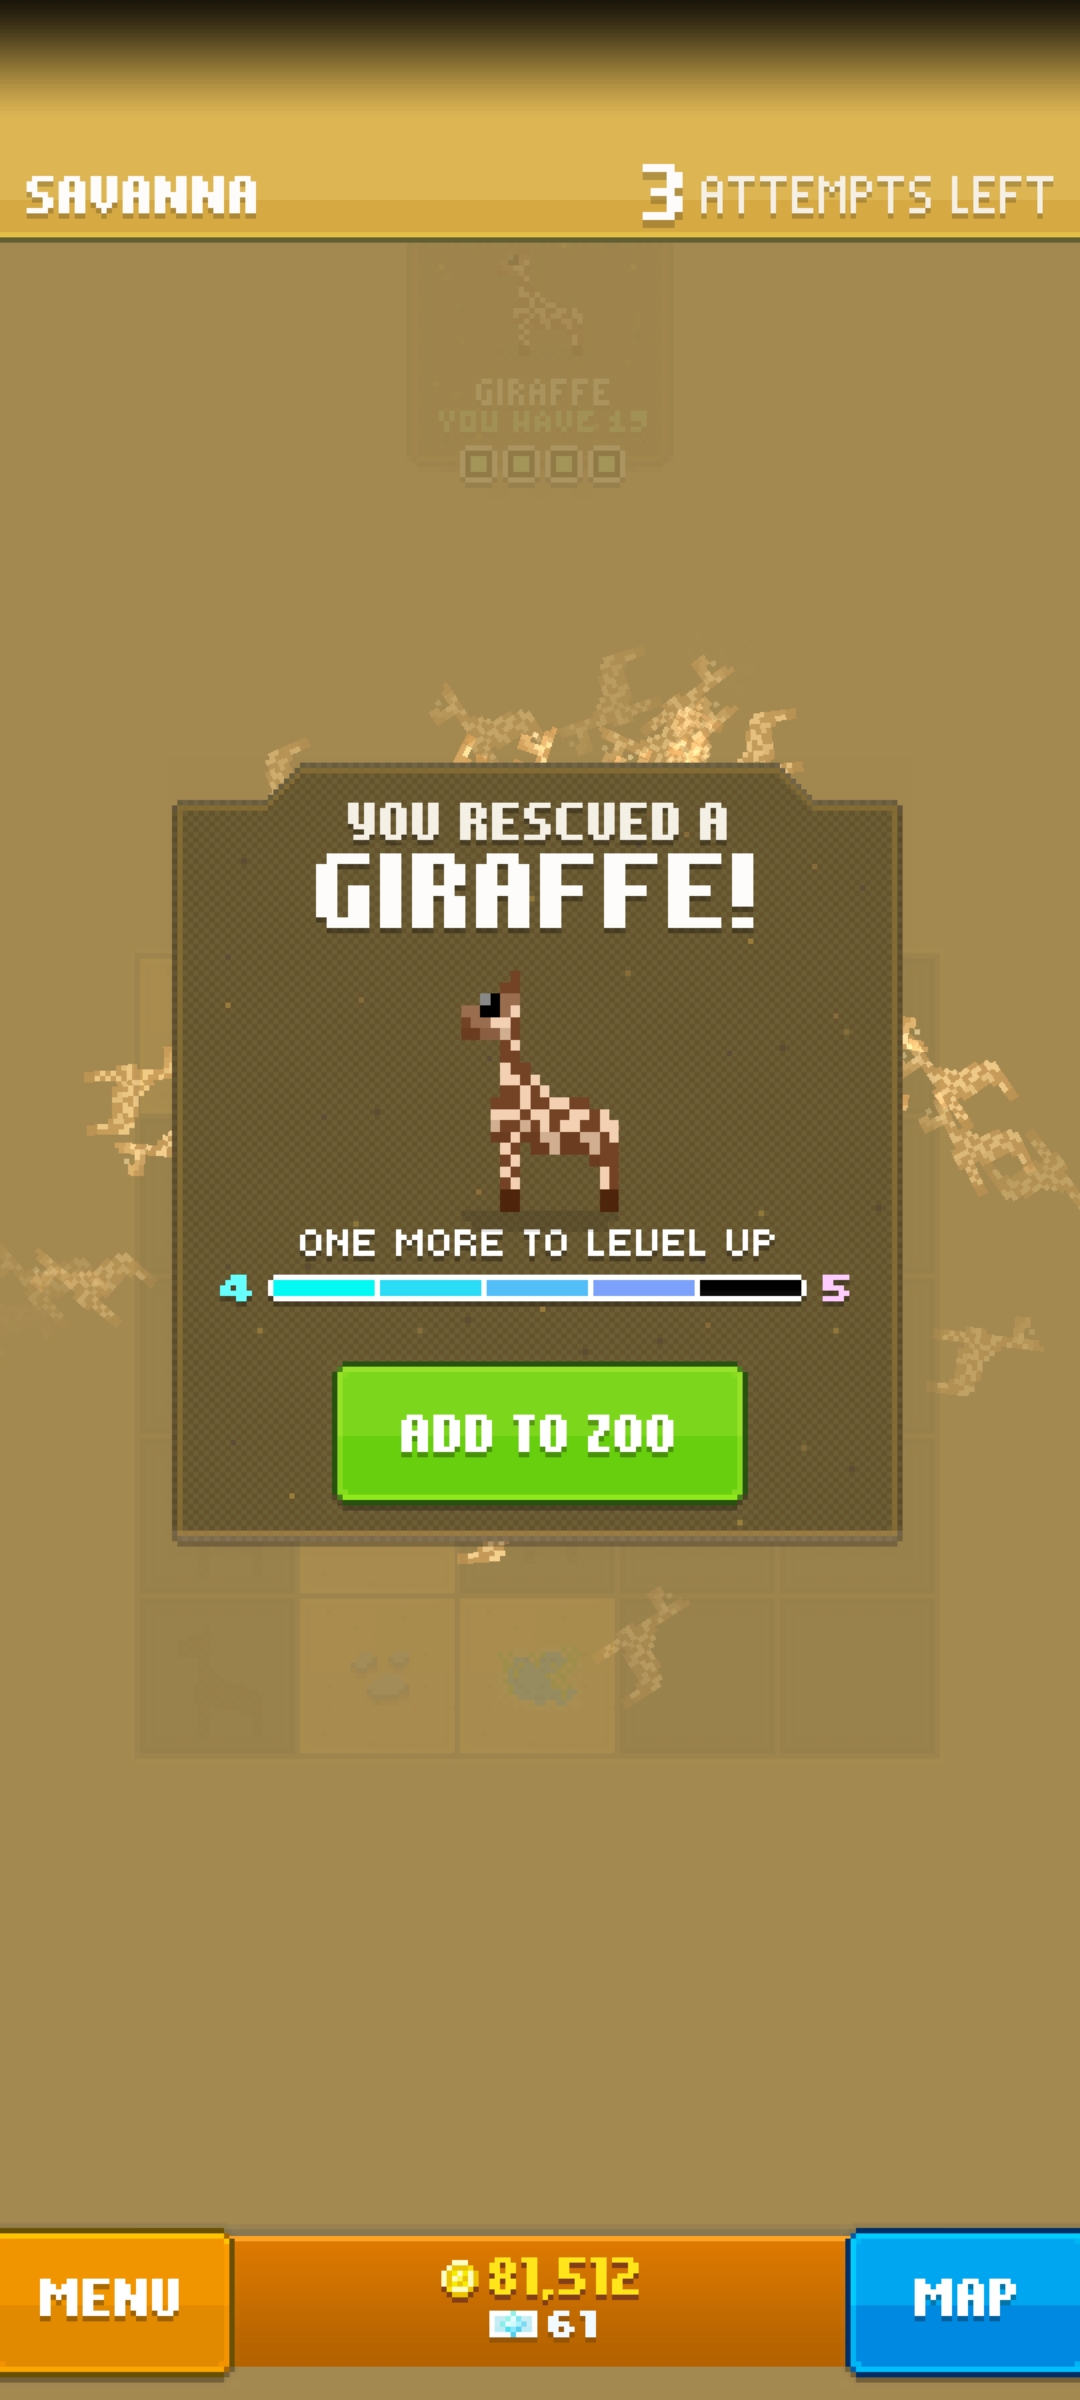 SAVANNA
3 ATTEMPTS LEFT
GIRAFFE
YOU HAVE 19
YOU RESCUED A
GIRAFFE!
ONE MORE TO LEVEL UP
4 5
ADD TO ZOO
MENU
81,512
61
MAP